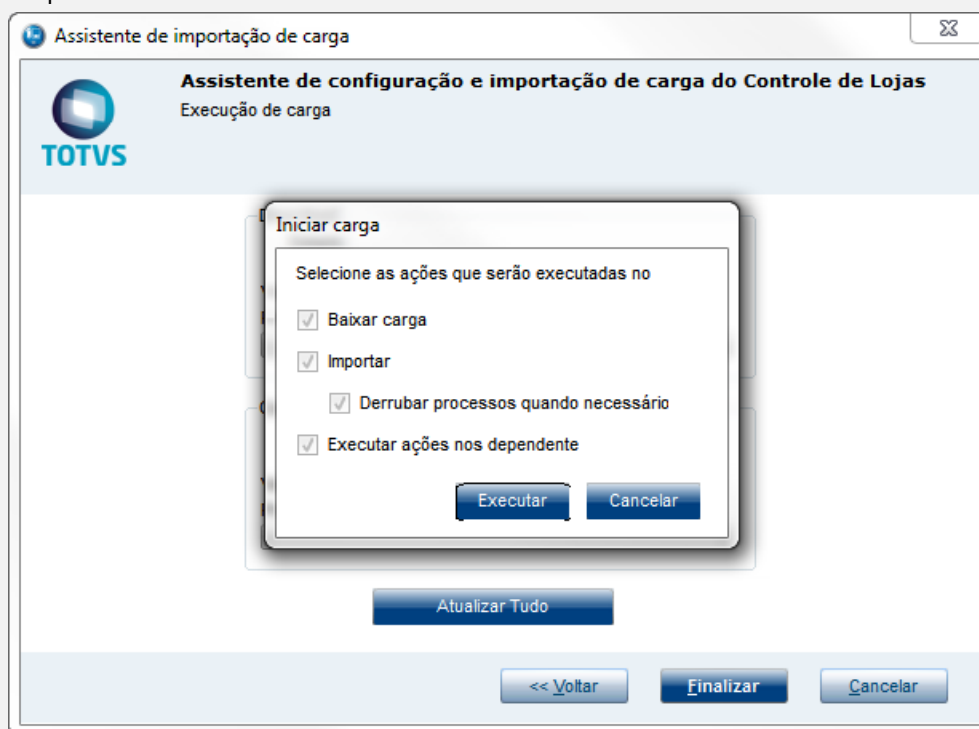 Assistente de importação de carga
Assistente de configuração e importação de carga do Controle de Lojas
Execução de carga
TOTVS
Iniciar carga
Selecione as ações que serão executadas no
Baixar carga
Importar
Derrubar processos quando necessário
Executar ações nos dependente
Executar Cancelar
Atualizar Tudo
<< Voltar Finalizar Cancelar